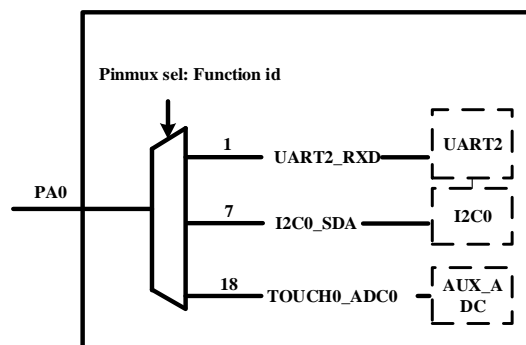 Pinmux sel: Function id
1
UART2_RXD
UART2
PA0
7
I2C0_SDA
I2C0
18
TOUCH0_ADC0
AUX_A
DC